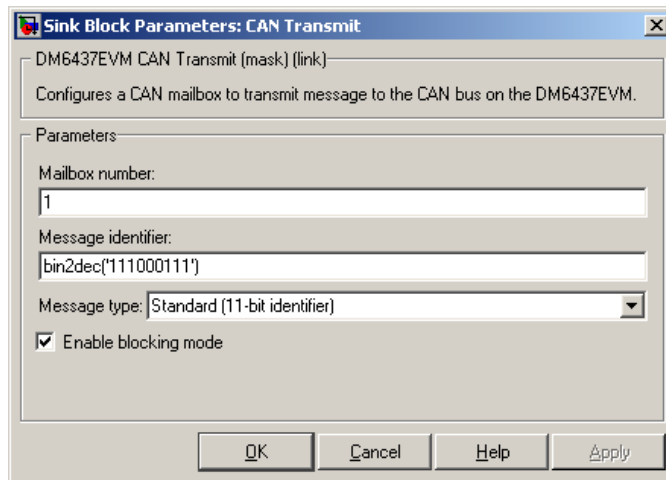 Sink Block Parameters: CAN Transmit
DM6437EVM CAN Transmit (mask) (link)
Configures a CAN mailbox to transmit message to the CAN bus on the DM6437EVM.
Parameters
Mailbox number:
1
Message identifier:
bin2dec('111000111')
Message type: Standard (11-bit identifier)
Enable blocking mode
OK Cancel Help Apply